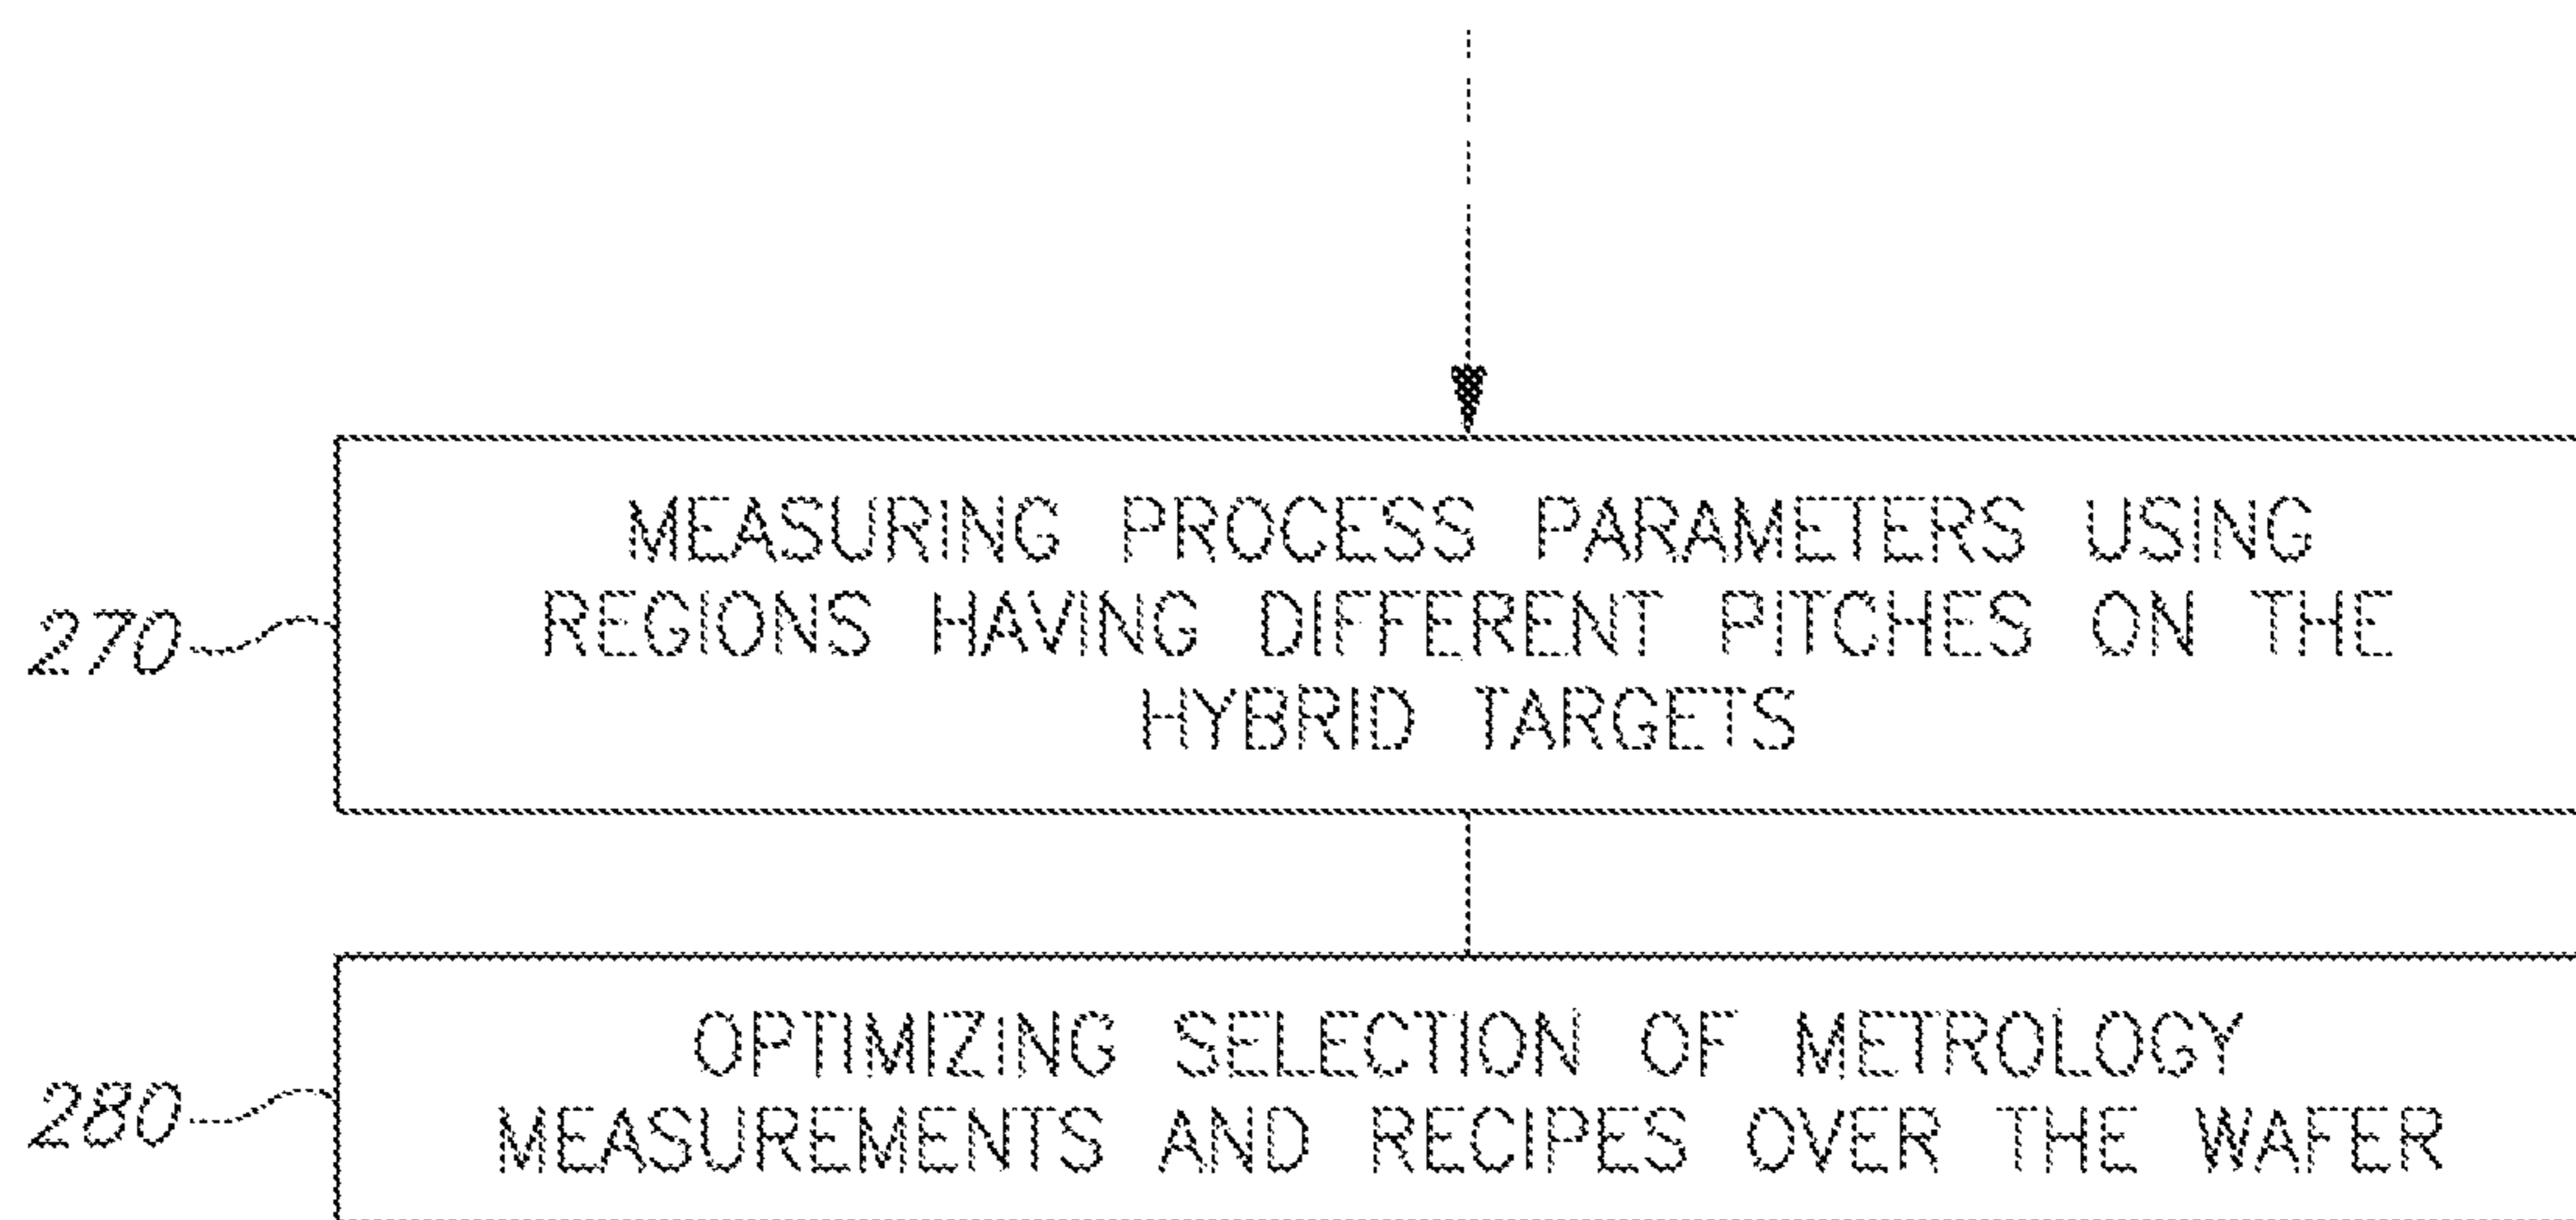 MEASURING PROCESS PARAMETERS USING
REGIONS HAVING DIFFERENT PITCHES ON THE
HYBRID TARGETS
270
OPTIMIZING SELECTION OF METROLOGY
MEASUREMENTS AND RECIPES OVER THE WAFER
280